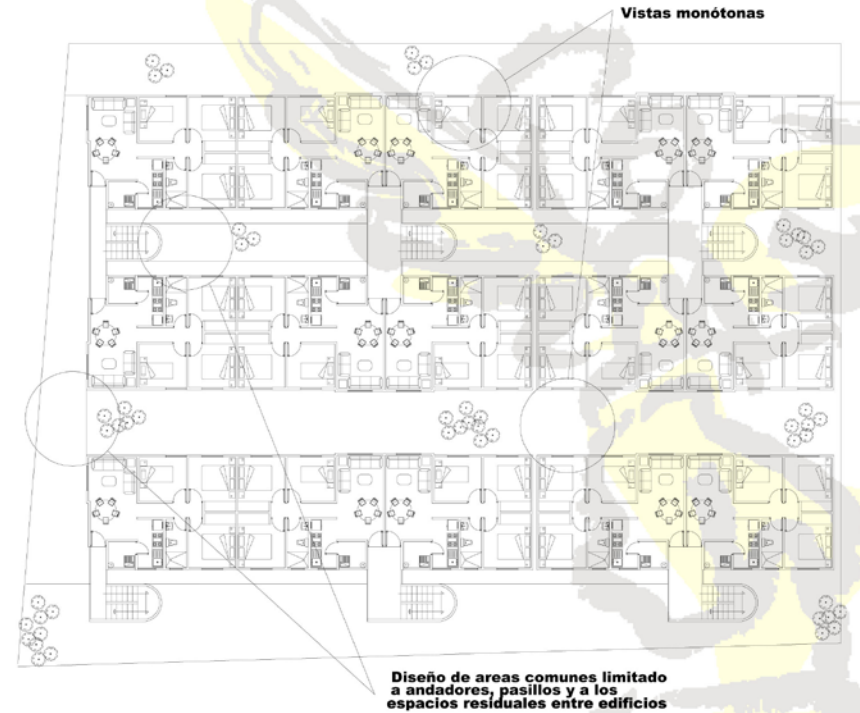 Vistas monótonas
Diseño de areas comunes limitado
a andadores, pasillos y a los
espacios residuales entre edificios